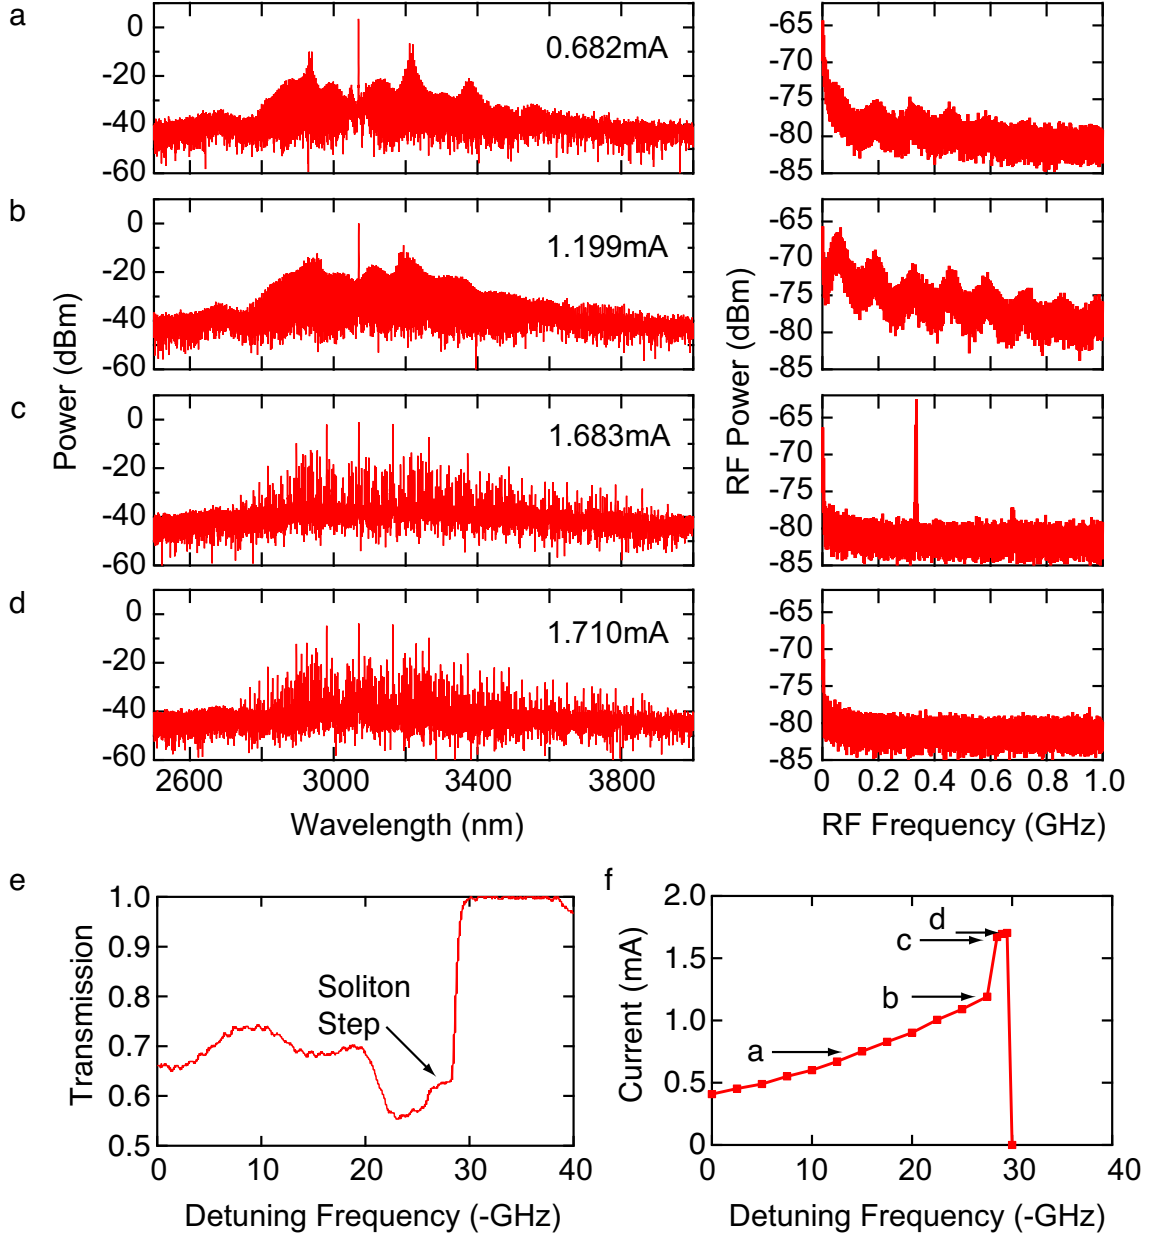 a
0
-20
-40
-60
0.682mA
-65
-70
-75
-80
-85
b
0
-20
-40
-60
1.199mA
-65
-70
-75
-80
-85
c
0
-20
-40
-60
1.683mA
-65
-70
-75
-80
-85
d
0
-20
-40
-60
1.710mA
-65
-70
-75
-80
-85
Power (dBm)
RF Power (dBm)
2600 3000 3400 3800
Wavelength (nm)
0 0.2 0.4 0.6 0.8 1.0
RF Frequency (GHz)
e
1.0
0.9
0.8
0.7
0.6
0.5
Transmission
Soliton
Step
0 10 20 30 40
Detuning Frequency (-GHz)
f
2.0
1.5
1.0
0.5
0
Current (mA)
d
c
b
a
0 10 20 30 40
Detuning Frequency (-GHz)